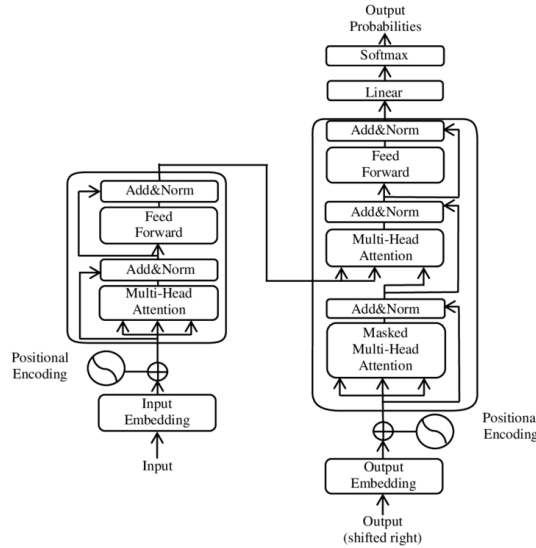 Output
Probabilities
Softmax
Linear
Add&Norm
Feed
Forward
Add&Norm
Multi-Head
Attention
Add&Norm
Masked
Multi-Head
Attention
Positional
Encoding
Output
Embedding
Output
(shifted right)
Add&Norm
Feed
Forward
Add&Norm
Multi-Head
Attention
Positional
Encoding
Input
Embedding
Input